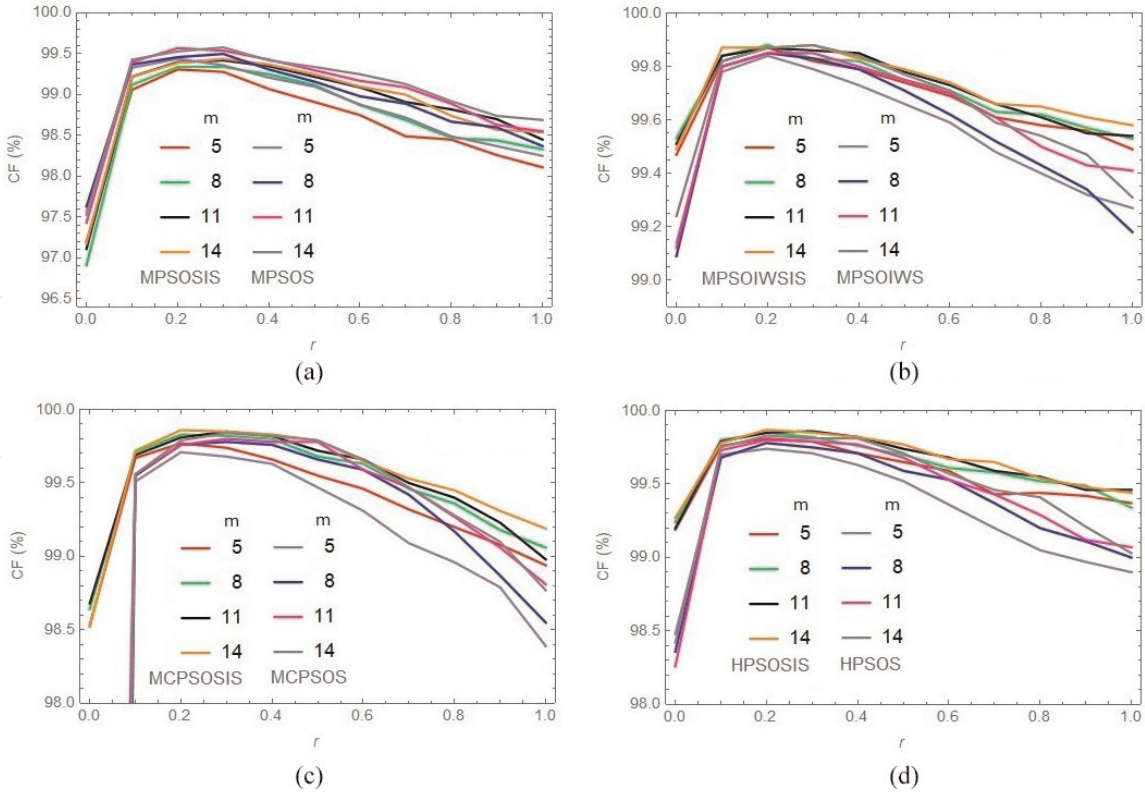 100.0
99.5
99.0
98.5
98.0
97.5
97.0
96.5
CF (%)
m m
5 5
8 8
11 11
14 14
MPSOSIS MPSOS
0.0 0.2 0.4 0.6 0.8 1.0
r
(a)
100.0
99.8
99.6
99.4
99.2
99.0
CF (%)
m m
5 5
8 8
11 11
14 14
MPSOIWSIS MPSOIWS
0.0 0.2 0.4 0.6 0.8 1.0
r
(b)
100.0
99.5
99.0
98.5
98.0
CF (%)
m m
5 5
8 8
11 11
14 14
MCPSOSIS MCPSOS
0.0 0.2 0.4 0.6 0.8 1.0
r
(c)
100.0
99.5
99.0
98.5
98.0
CF (%)
m m
5 5
8 8
11 11
14 14
HPSOSIS HPSOS
0.0 0.2 0.4 0.6 0.8 1.0
r
(d)